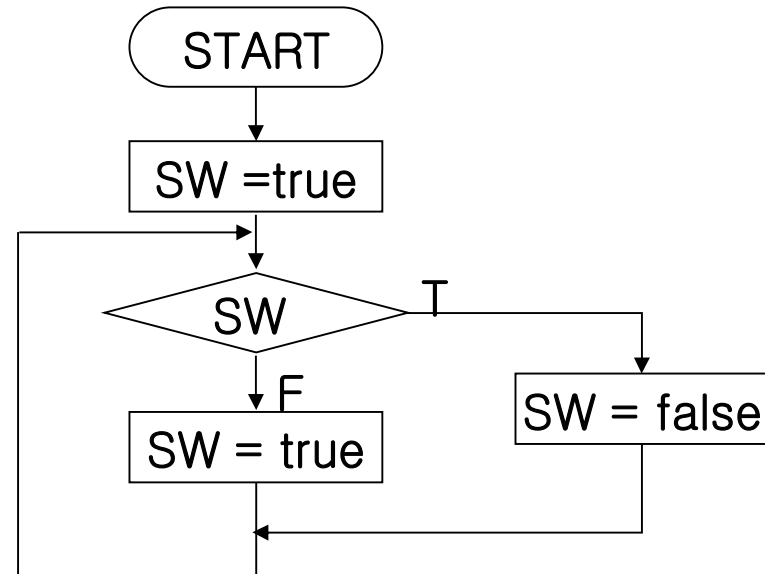 START
SW =true
SW
T
F
SW = true
SW = false